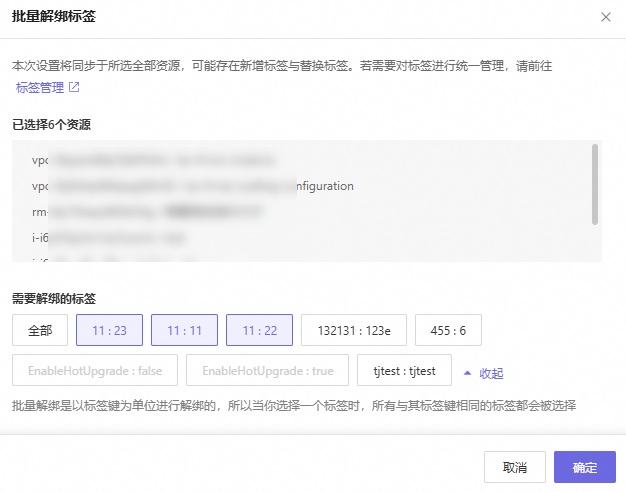 批量解绑标签
本次设置将同步于所选全部资源，可能存在新增标签与替换标签。若需要对标签进行统一管理，请前往
标签管理
已选择6个资源
vpc
vpc nfiguration
rm-
i-i6
需要解绑的标签
全部 11 : 23 11 : 11 11 : 22 132131 : 123e 455 : 6
EnableHotUpgrade : false EnableHotUpgrade : true tjtest : tjtest 收起
批量解绑是以标签键为单位进行解绑的，所以当你选择一个标签时，所有与其标签键相同的标签都会被选择
取消 确定